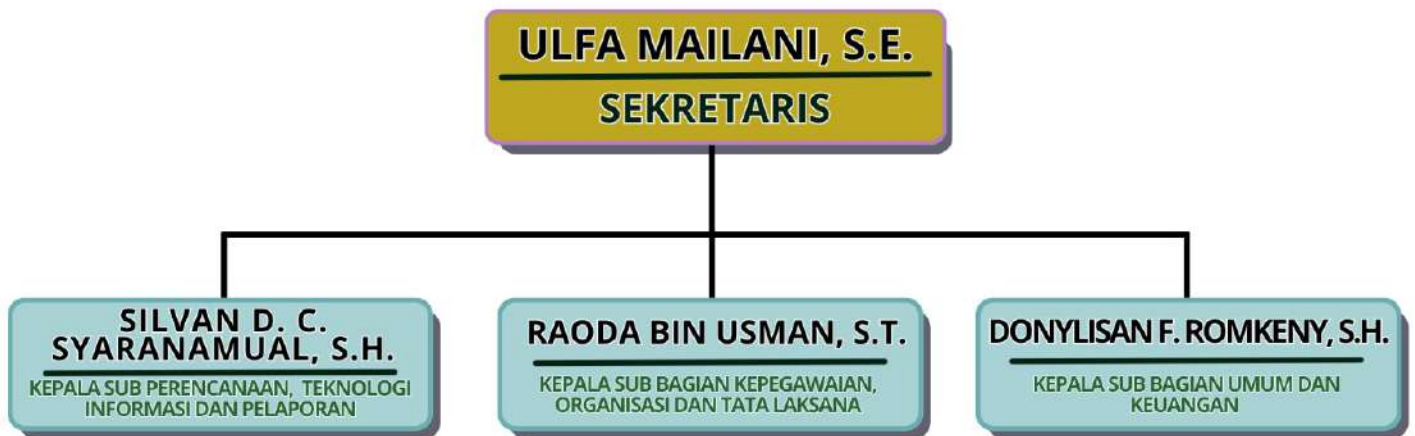 ULFA MAILANI, S.E.
SEKRETARIS
SILVAN D. C.
SYARANAMUAL, S.H.
KEPALA SUB PERENCANAAN, TEKNOLOGI
INFORMASI DAN PELAPORAN
RAODA BIN USMAN, S.T.
KEPALA SUB BAGIAN KEPEGAWAIAN,
ORGANISASI DAN TATA LAKSANA
DONYLISAN F. ROMKENY, S.H.
KEPALA SUB BAGIAN UMUM DAN
KEUANGAN